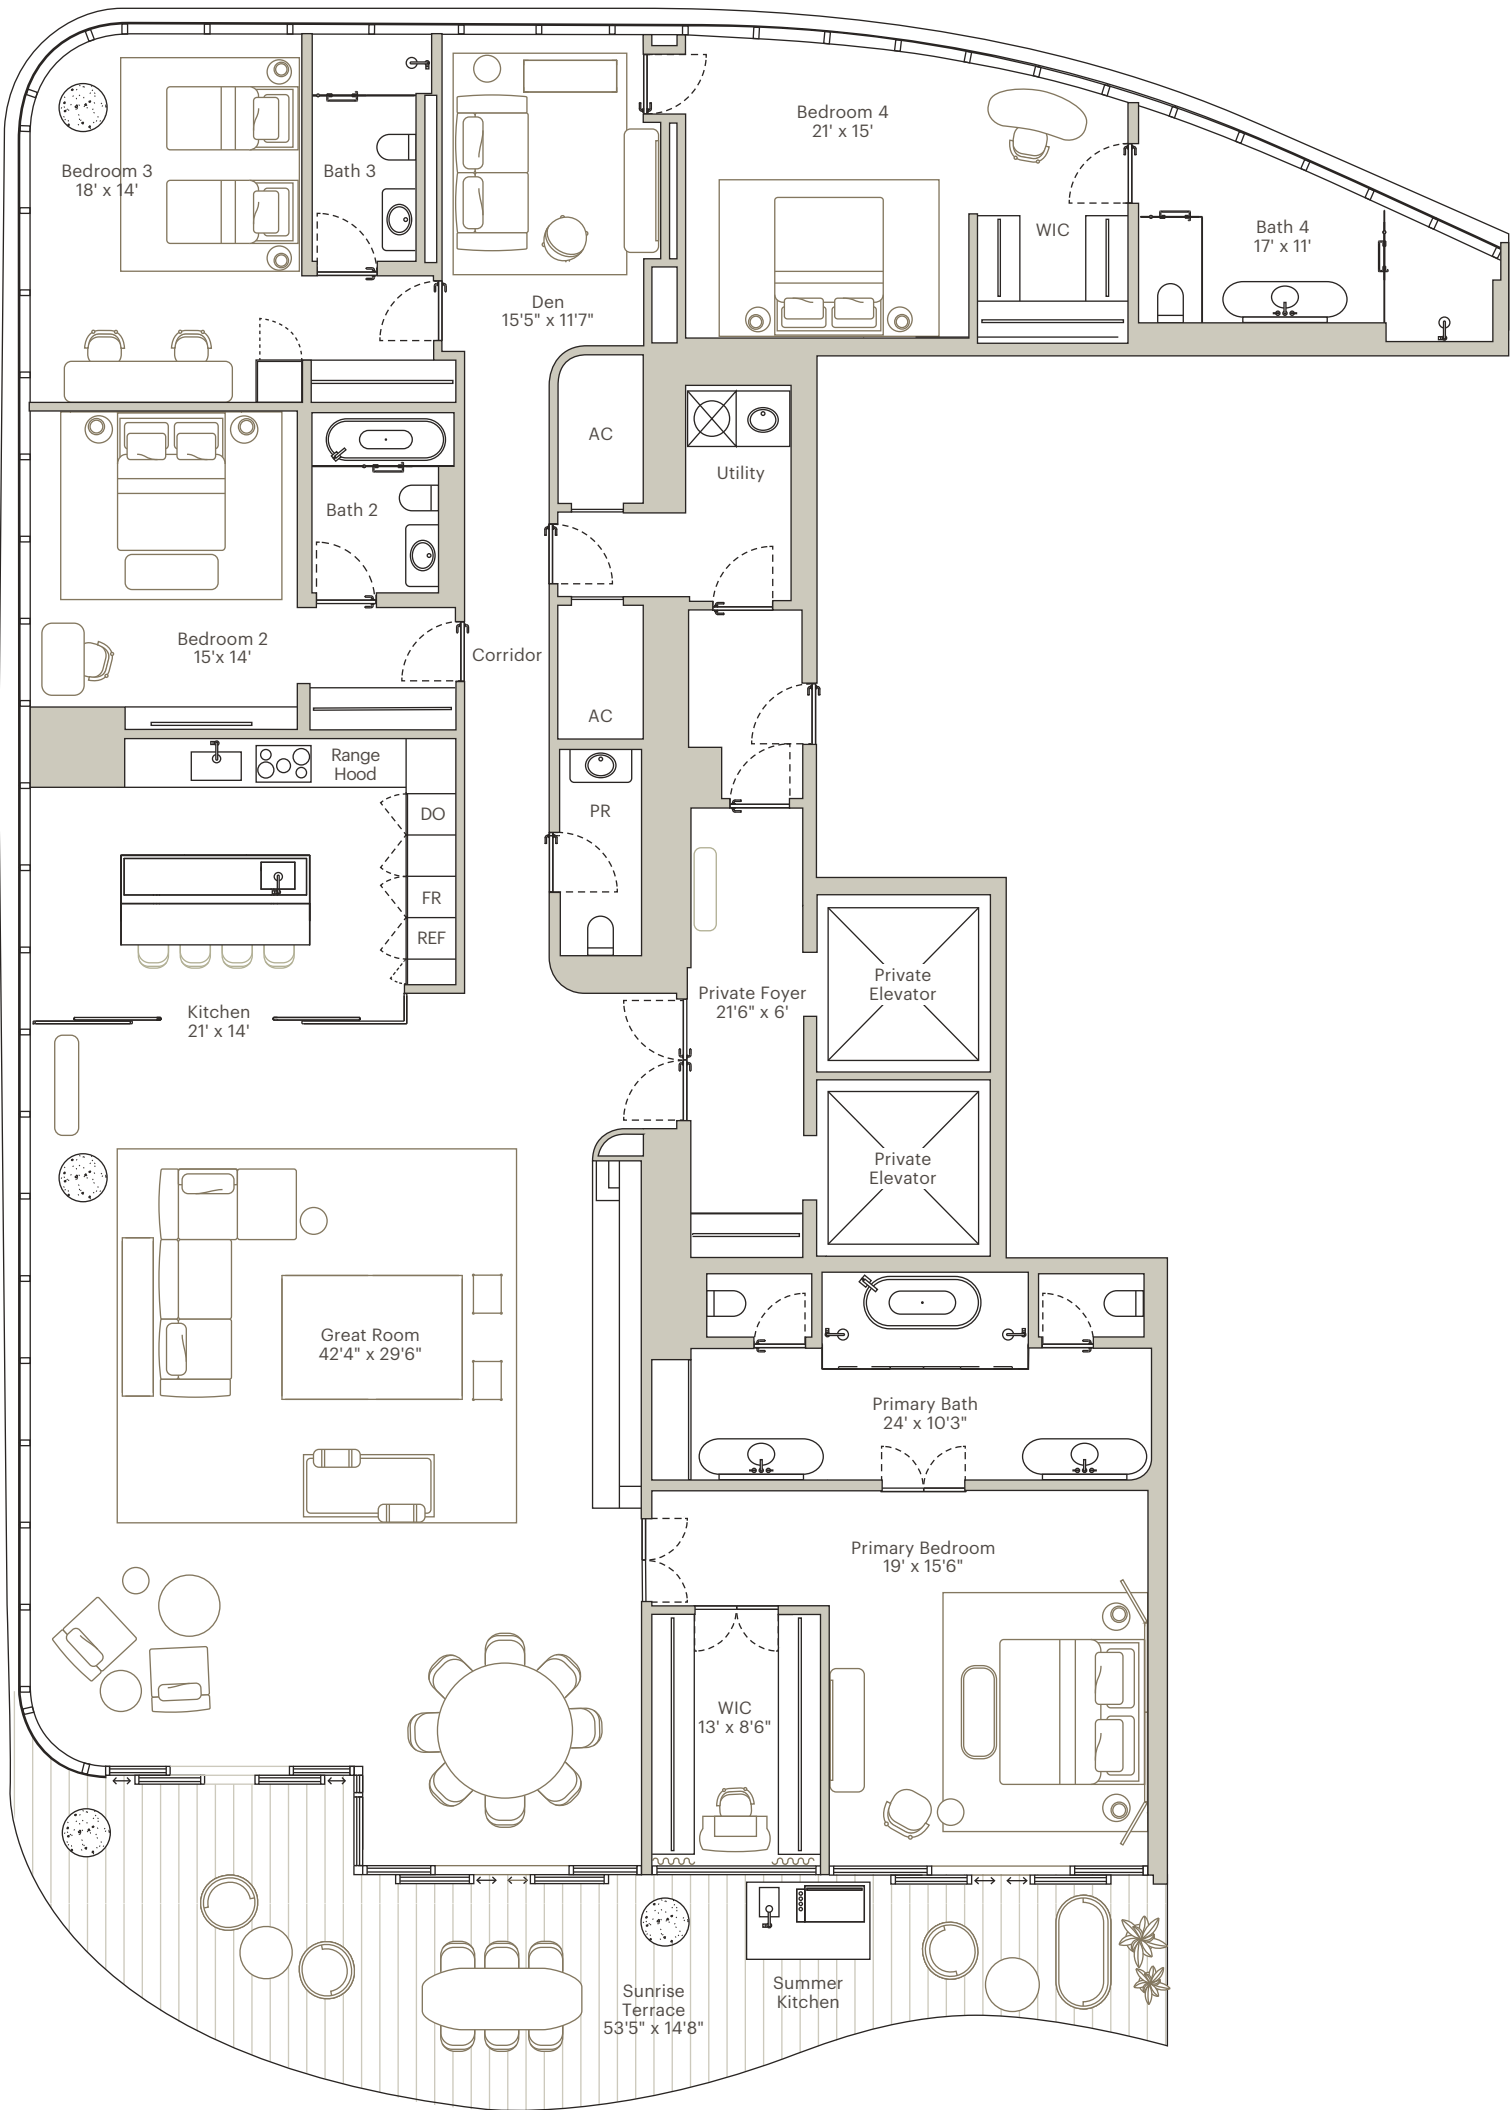 Bedroom 3
18' x 14'
Bath 3
Den
15'5" x 11'7"
Bedroom 4
21' x 15'
WIC
Bath 4
17' x 11'
AC
Utility
Bath 2
Bedroom 2
15'x 14'
Corridor
AC
Range
Hood
DO
PR
FR
REF
Kitchen
21' x 14'
Private Foyer
21'6" x 6'
Private
Elevator
Private
Elevator
Great Room
42'4" x 29'6"
Primary Bath
24' x 10'3"
Primary Bedroom
19' x 15'6"
WIC
13' x 8'6"
Sunrise
Terrace
53'5" x 14'8"
Summer
Kitchen